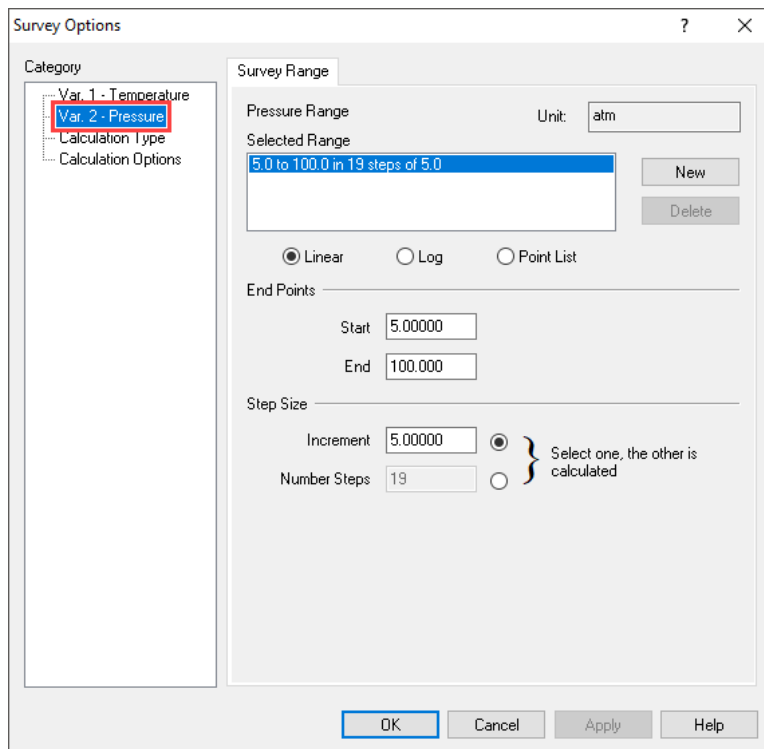 Survey Options
?
Category
Var. 1 - Temperature
Var. 2 - Pressure
Calculation Type
Calculation Options
Survey Range
Pressure Range
Unit: atm
Selected Range
5.0 to 100.0 in 19 steps of 5.0
New
Delete
Linear Log Point List
End Points
Start 5.00000
End 100.000
Step Size
Increment 5.00000
Number Steps 19
} Select one, the other is
calculated
OK Cancel Apply Help